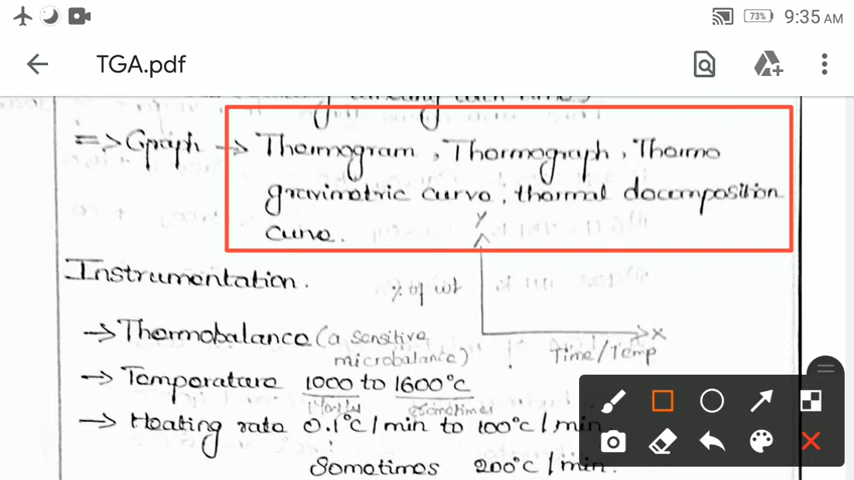 73%
9:35 AM
TGA.pdf
=> Graph → Thermogram, Thermograph, Thermo
gravimetric curve, thermal decomposition
curve.
Y
Instrumentation.
% of wt
→ Thermobalance (a sensitive
microbalance)
X
Time/Temp
→ Temperature 1000 to 1600°c
sometimes
→ Heating rate 0.1°c/min to 100°c/min
Sometimes 200°c/min.